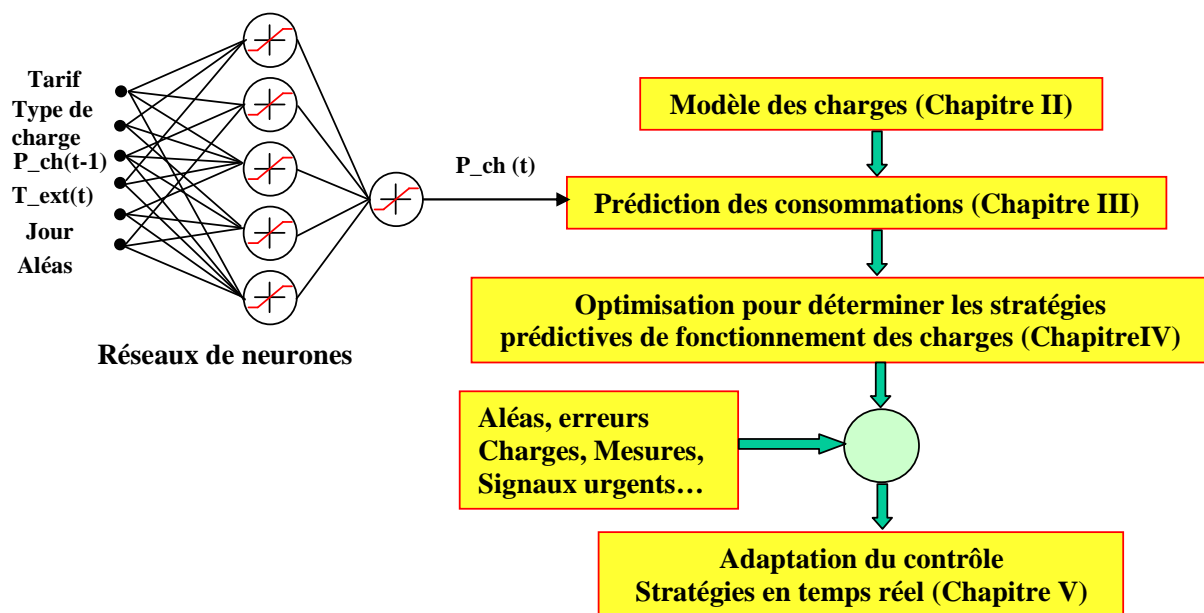 Tarif
Type de
charge
P_ch(t-1)
T_ext(t)
Jour
Aléas
Réseaux de neurones
P_ch (t)
Modèle des charges (Chapitre II)
Prédiction des consommations (Chapitre III)
Optimisation pour déterminer les stratégies
prédictives de fonctionnement des charges (ChapitreIV)
Aléas, erreurs
Charges, Mesures,
Signaux urgents…
Adaptation du contrôle
Stratégies en temps réel (Chapitre V)